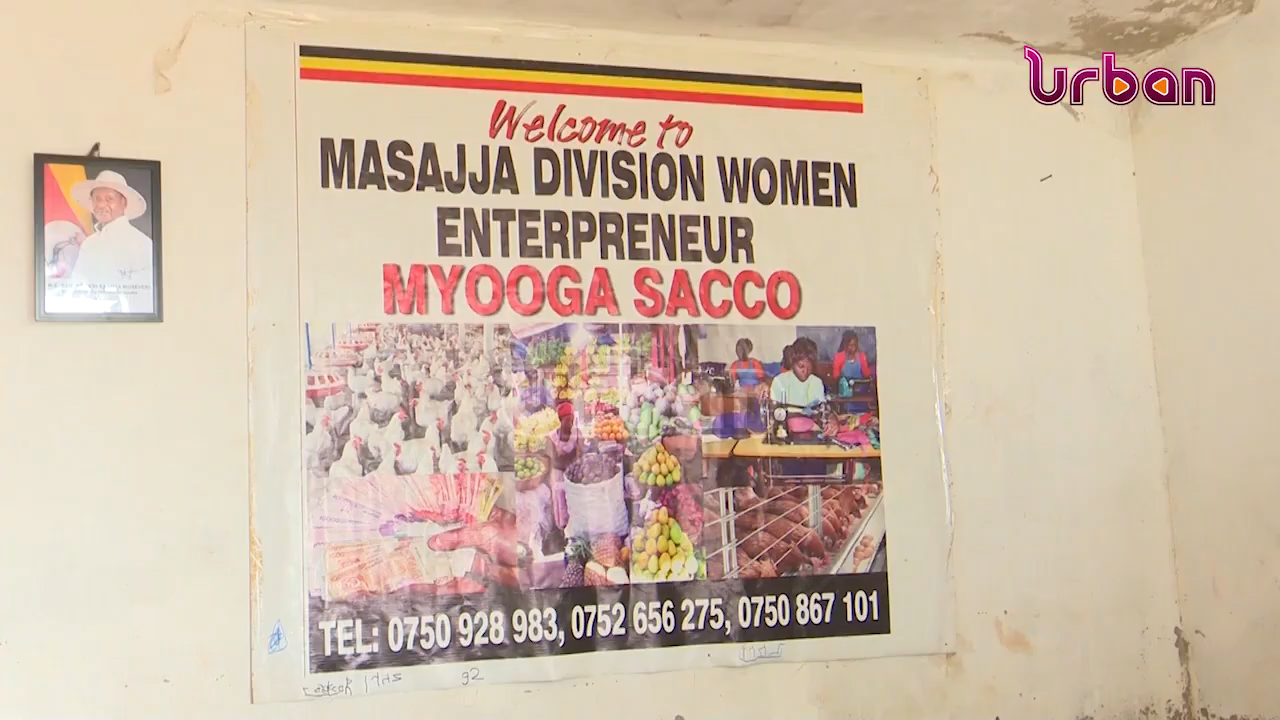 Urban
Welcome to
MASAJJA DIVISION WOMEN
ENTERPRENEUR
MYOOGA SACCO
TEL: 0750 928 983, 0752 656 275, 0750 867 101
92